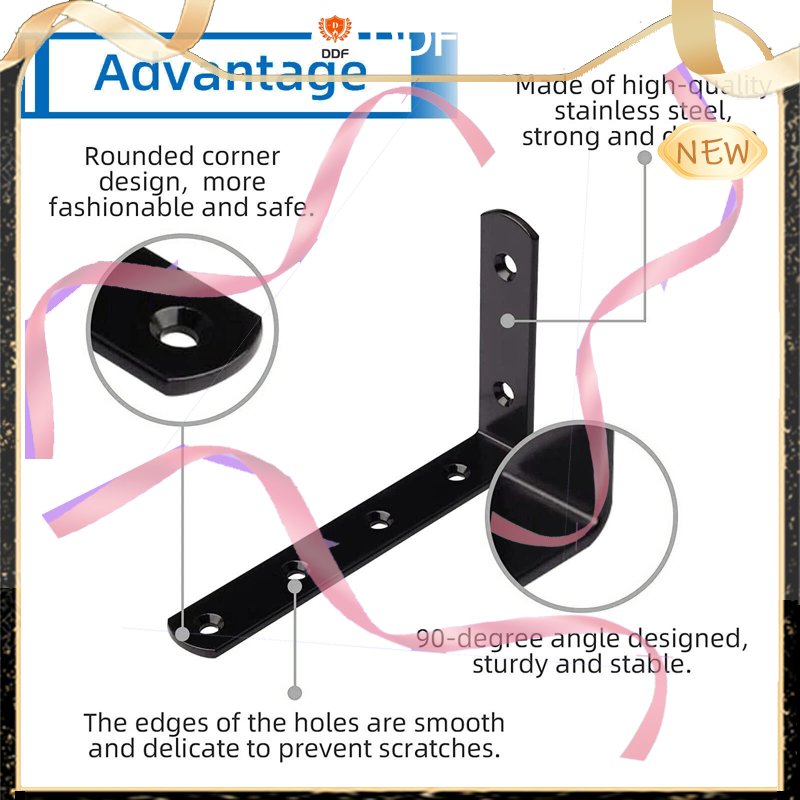 DDF
DDF
Advantage
Made of high-quality
stainless steel,
strong and
NEW
Rounded corner
design, more
fashionable and safe.
90-degree angle designed,
sturdy and stable.
The edges of the holes are smooth
and delicate to prevent scratches.